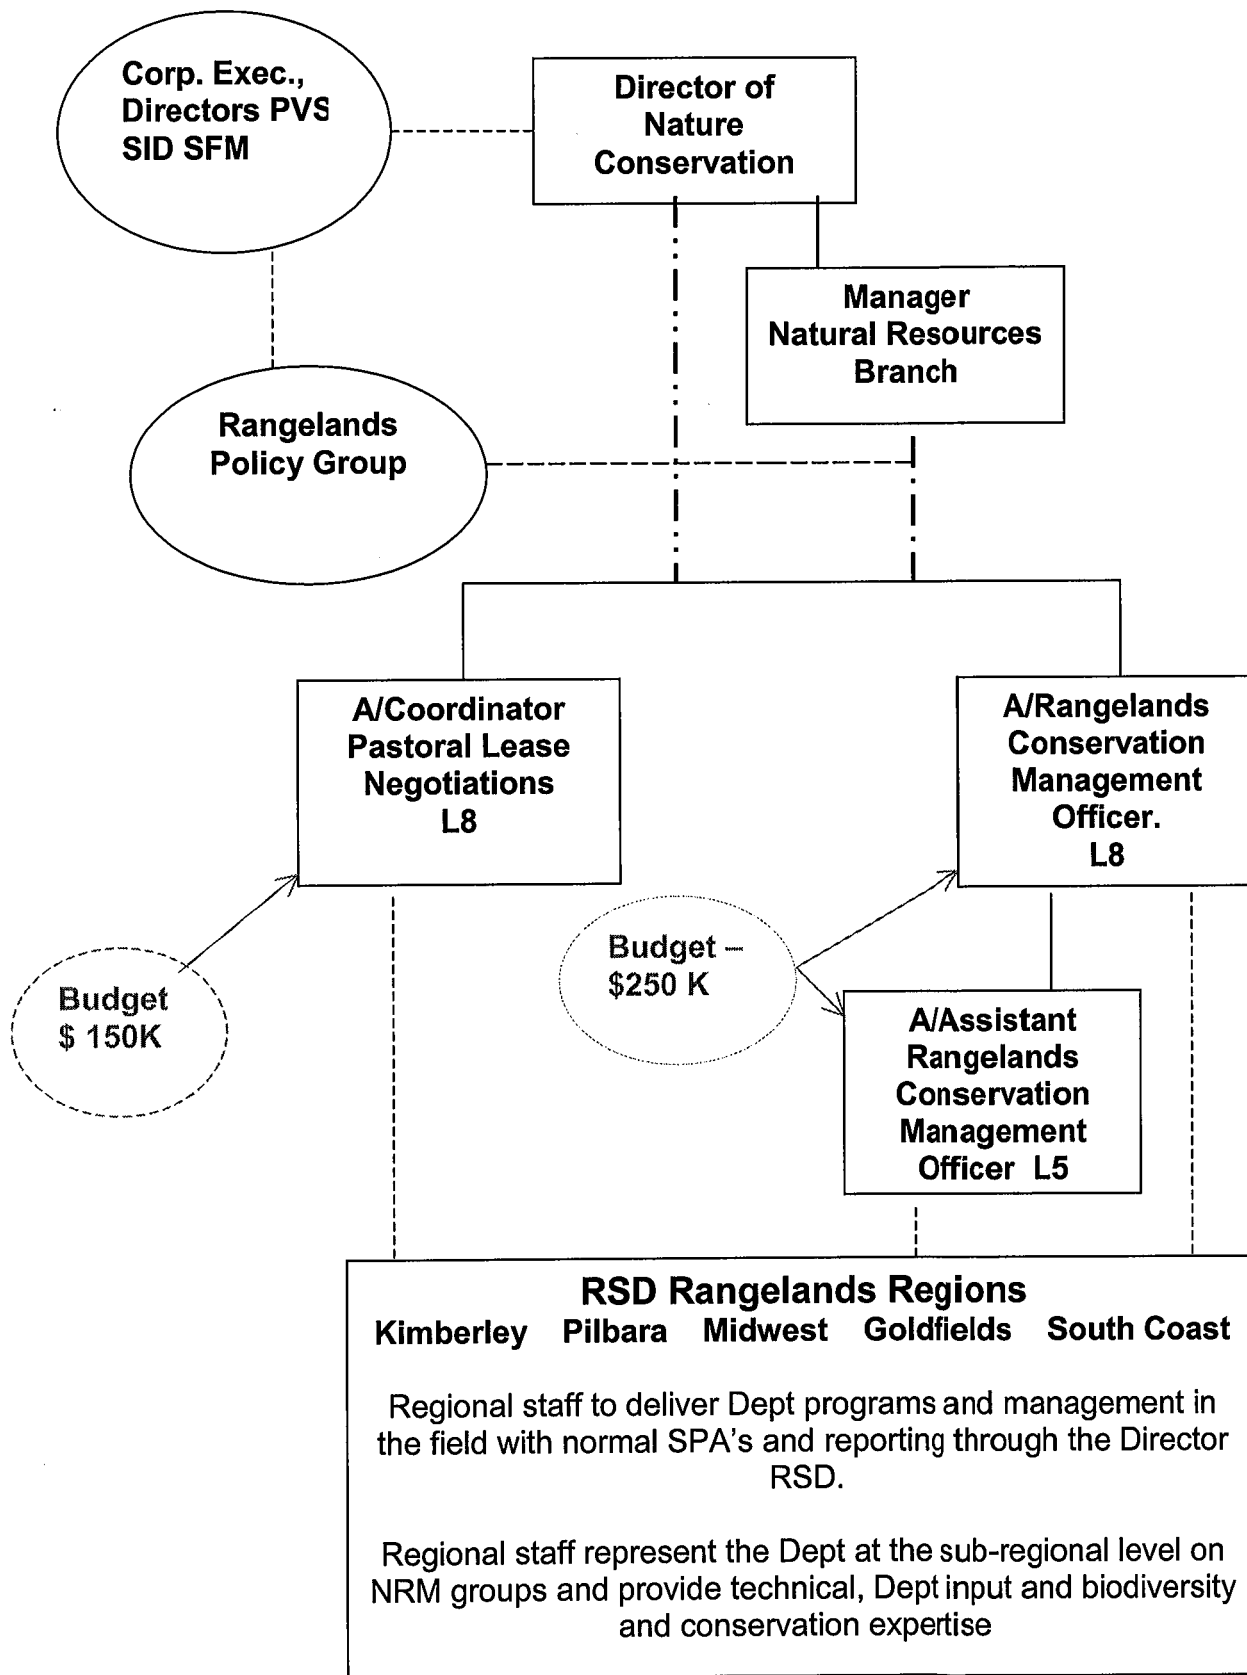 Corp. Exec.,
Directors PVS
SID SFM
Director of
Nature
Conservation
Manager
Natural Resources
Branch
Rangelands
Policy Group
A/Coordinator
Pastoral Lease
Negotiations
L8
A/Rangelands
Conservation
Management
Officer.
L8
Budget
$ 150K
Budget –
$250 K
A/Assistant
Rangelands
Conservation
Management
Officer L5
RSD Rangelands Regions
Kimberley Pilbara Midwest Goldfields South Coast
Regional staff to deliver Dept programs and management in
the field with normal SPA's and reporting through the Director
RSD.
Regional staff represent the Dept at the sub-regional level on
NRM groups and provide technical, Dept input and biodiversity
and conservation expertise